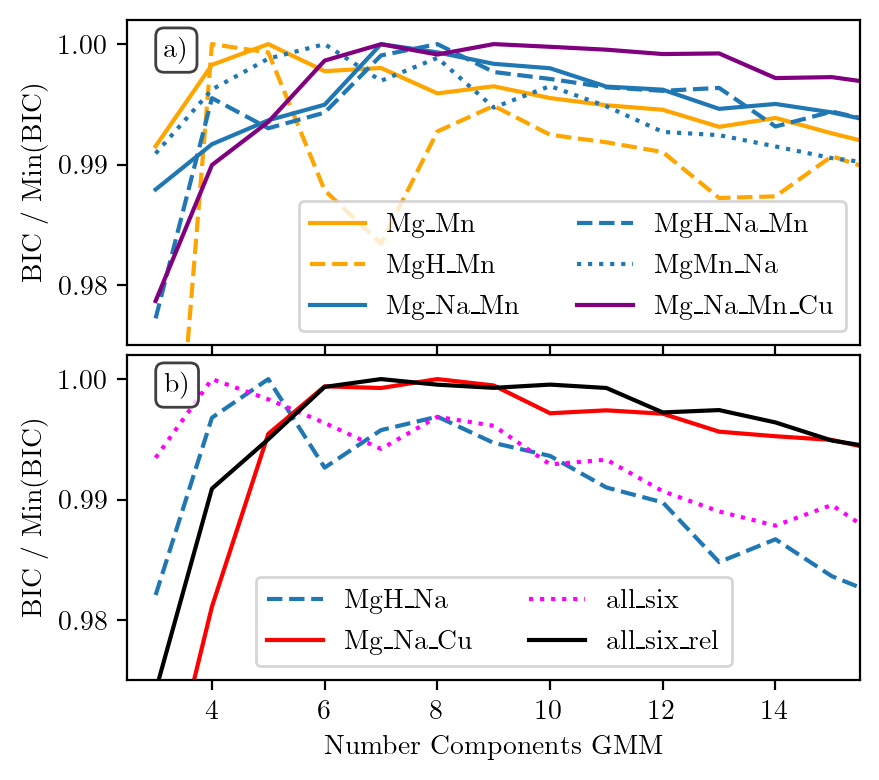 a)
1.00
0.99
0.98
BIC / Min(BIC)
Mg_Mn
MgH_Mn
Mg_Na_Mn
MgH_Na_Mn
MgMn_Na
Mg_Na_Mn_Cu
b)
1.00
0.99
0.98
BIC / Min(BIC)
MgH_Na
Mg_Na_Cu
all_six
all_six_rel
4 6 8 10 12 14
Number Components GMM